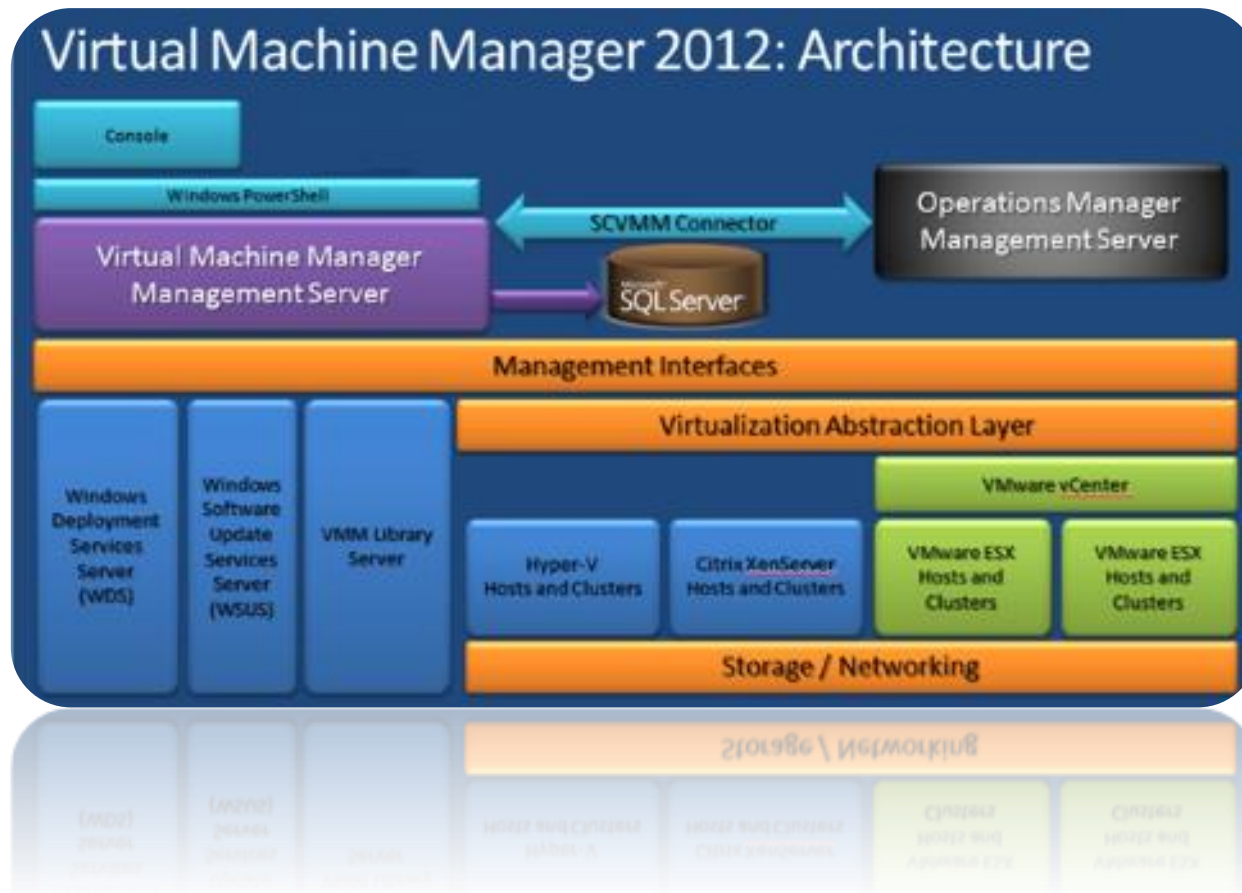 Virtual Machine Manager 2012: Architecture
Console
Windows PowerShell
Virtual Machine Manager
Management Server
SCVMM Connector
Microsoft
SQL Server
Operations Manager
Management Server
Management Interfaces
Windows
Deployment
Services
Server
(WDS)
Windows
Software
Update
Services
Server
(WSUS)
VMM Library
Server
Virtualization Abstraction Layer
VMware vCenter
Hyper-V
Hosts and Clusters
Citrix XenServer
Hosts and Clusters
VMware ESX
Hosts and
Clusters
VMware ESX
Hosts and
Clusters
Storage / Networking